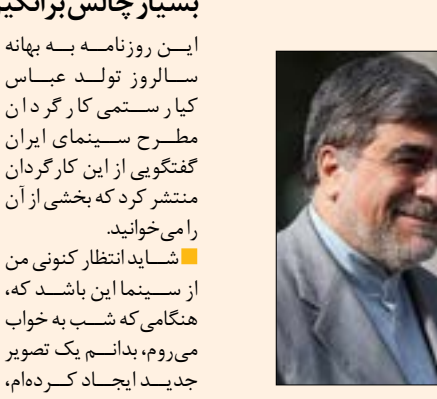 بسیار چالش‌برانگیز
این روزنامه به بهانه
سالروز تولد عباس
کیارستمی کارگردان
مطرح سینمای ایران
گفتگویی از این کارگردان
منتشر کرد که بخشی از آن
را می‌خوانید.
شاید انتظار کنونی من
از سینما این باشد که،
هنگامی که شب به خواب
می‌روم، بدانم یک تصویر
جدید ایجاد کرده‌ام،